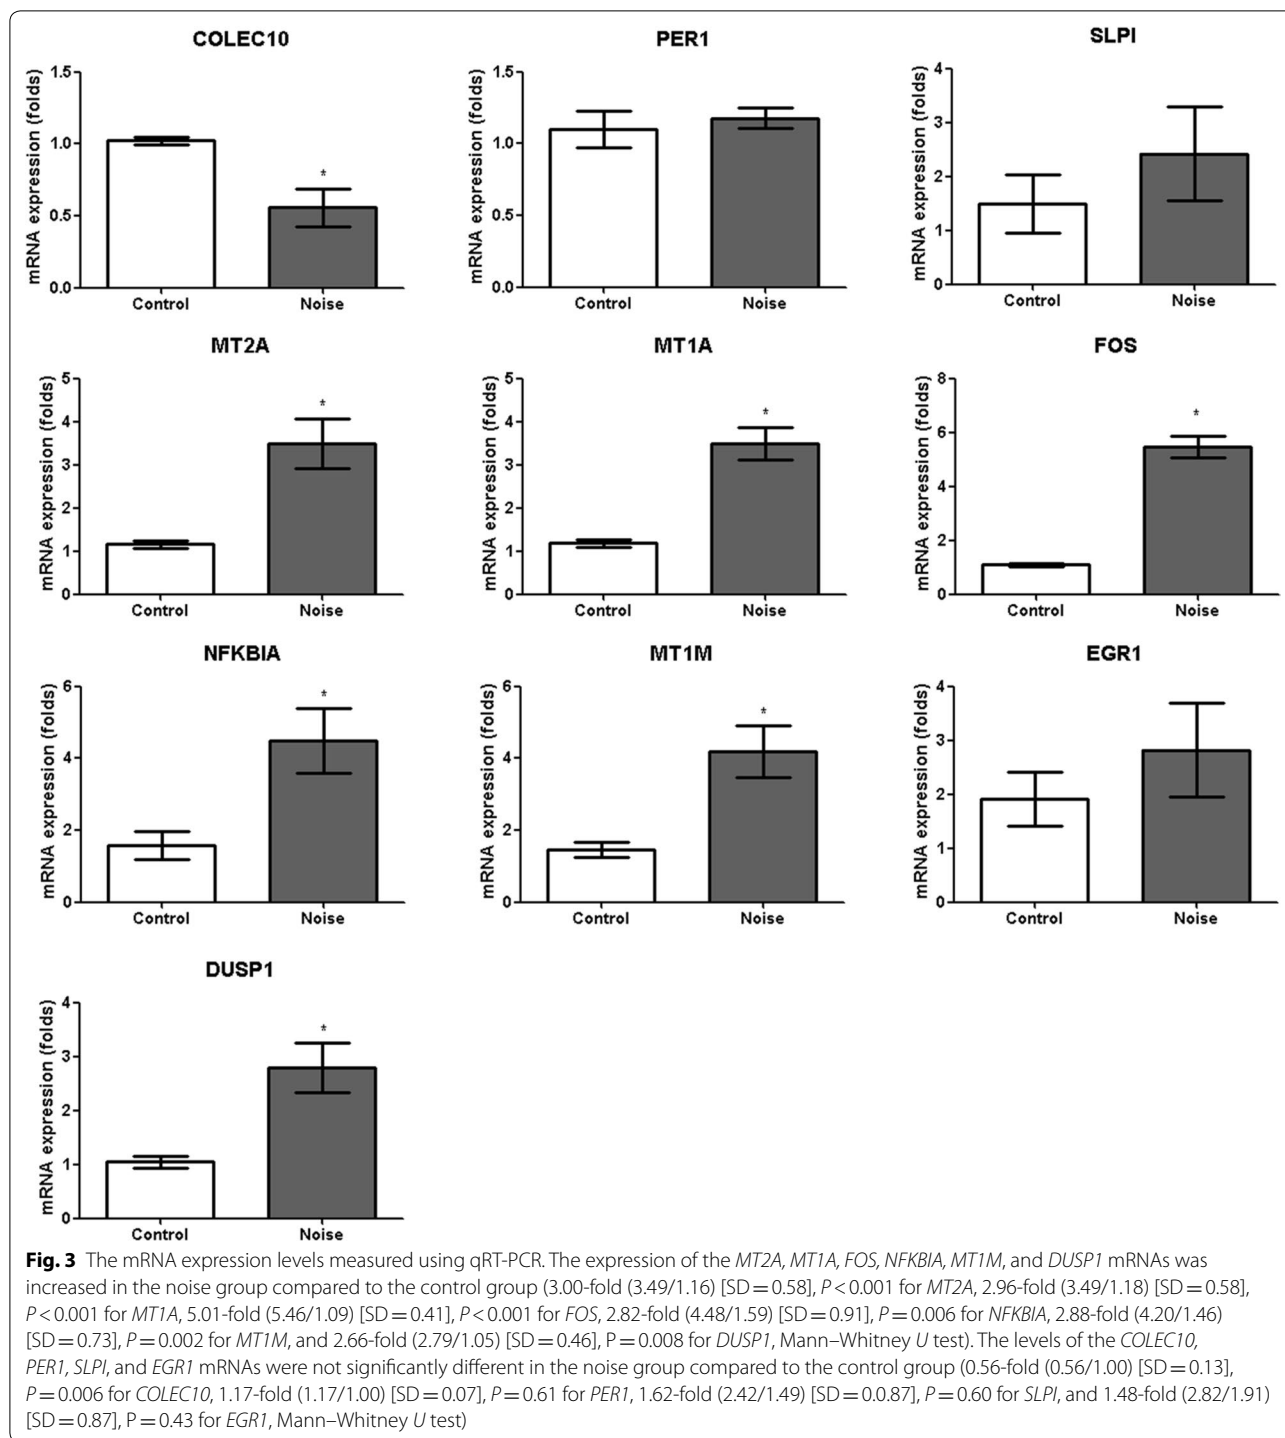 COLEC10
mRNA expression (folds)
1.5
1.0
0.5
0.0
*
Control Noise
PER1
mRNA expression (folds)
1.5
1.0
0.5
0.0
Control Noise
SLPI
mRNA expression (folds)
4
3
2
1
0
Control Noise
MT2A
mRNA expression (folds)
5
4
3
2
1
0
*
Control Noise
MT1A
mRNA expression (folds)
5
4
3
2
1
0
*
Control Noise
FOS
mRNA expression (folds)
8
6
4
2
0
*
Control Noise
NFKBIA
mRNA expression (folds)
6
4
2
0
*
Control Noise
MT1M
mRNA expression (folds)
6
4
2
0
*
Control Noise
EGR1
mRNA expression (folds)
4
3
2
1
0
Control Noise
DUSP1
mRNA expression (folds)
4
3
2
1
0
*
Control Noise
Fig. 3 The mRNA expression levels measured using qRT-PCR. The expression of the MT2A, MT1A, FOS, NFKBIA, MT1M, and DUSP1 mRNAs was
increased in the noise group compared to the control group (3.00-fold (3.49/1.16) [SD = 0.58], P < 0.001 for MT2A, 2.96-fold (3.49/1.18) [SD = 0.58],
P < 0.001 for MT1A, 5.01-fold (5.46/1.09) [SD = 0.41], P < 0.001 for FOS, 2.82-fold (4.48/1.59) [SD = 0.91], P = 0.006 for NFKBIA, 2.88-fold (4.20/1.46)
[SD = 0.73], P = 0.002 for MT1M, and 2.66-fold (2.79/1.05) [SD = 0.46], P = 0.008 for DUSP1, Mann–Whitney U test). The levels of the COLEC10,
PER1, SLPI, and EGR1 mRNAs were not significantly different in the noise group compared to the control group (0.56-fold (0.56/1.00) [SD = 0.13],
P = 0.006 for COLEC10, 1.17-fold (1.17/1.00) [SD = 0.07], P = 0.61 for PER1, 1.62-fold (2.42/1.49) [SD = 0.0.87], P = 0.60 for SLPI, and 1.48-fold (2.82/1.91)
[SD = 0.87], P = 0.43 for EGR1, Mann–Whitney U test)